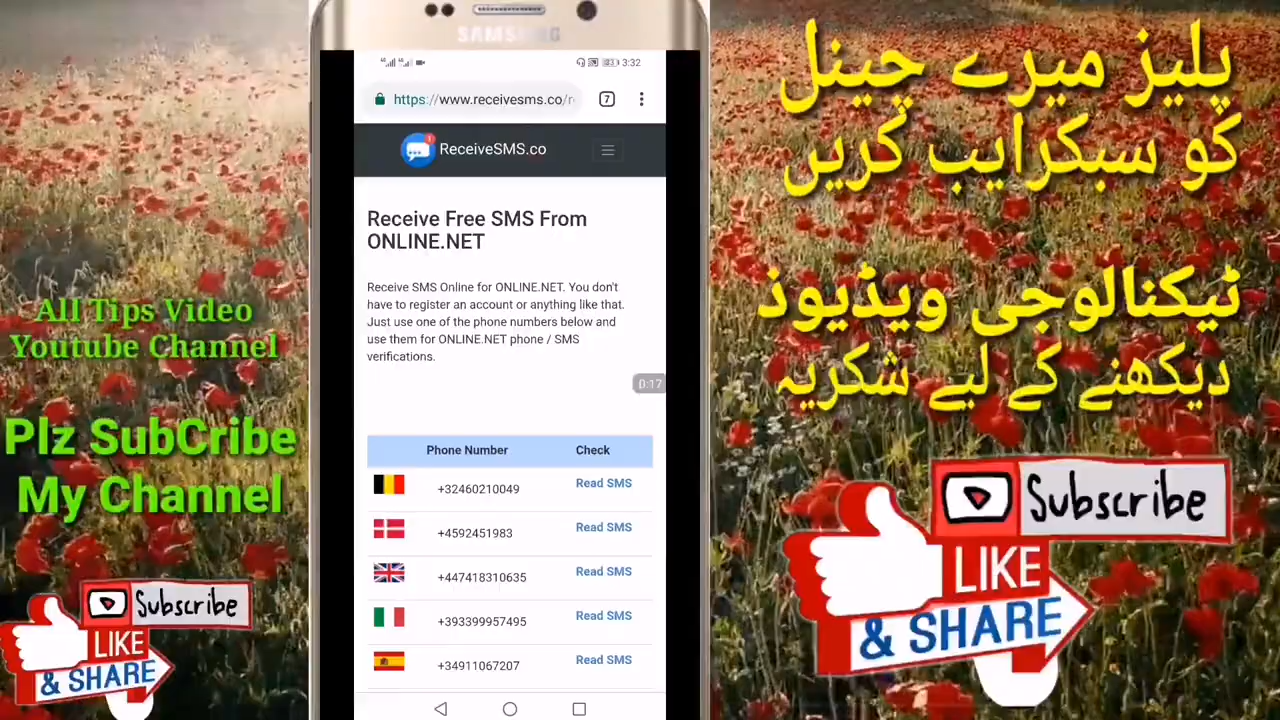 All Tips Video
Youtube Channel
Plz SubCribe
My Channel
Subscribe
LIKE
& SHARE
SAMSUNG
3:32
https://www.receivesms.co/r
7
ReceiveSMS.co
Receive Free SMS From
ONLINE.NET
Receive SMS Online for ONLINE.NET. You don't
have to register an account or anything like that.
Just use one of the phone numbers below and
use them for ONLINE.NET phone / SMS
verifications.
0:17
Phone Number Check
+32460210049 Read SMS
+4592451983 Read SMS
+447418310635 Read SMS
+393399957495 Read SMS
+34911067207 Read SMS
پلیز میرے چینل
کو سبکرایب کریں
ٹیکنالوجی ویڈیوذ
دیکھنے کے لیے شکریہ
Subscribe
LIKE
& SHARE